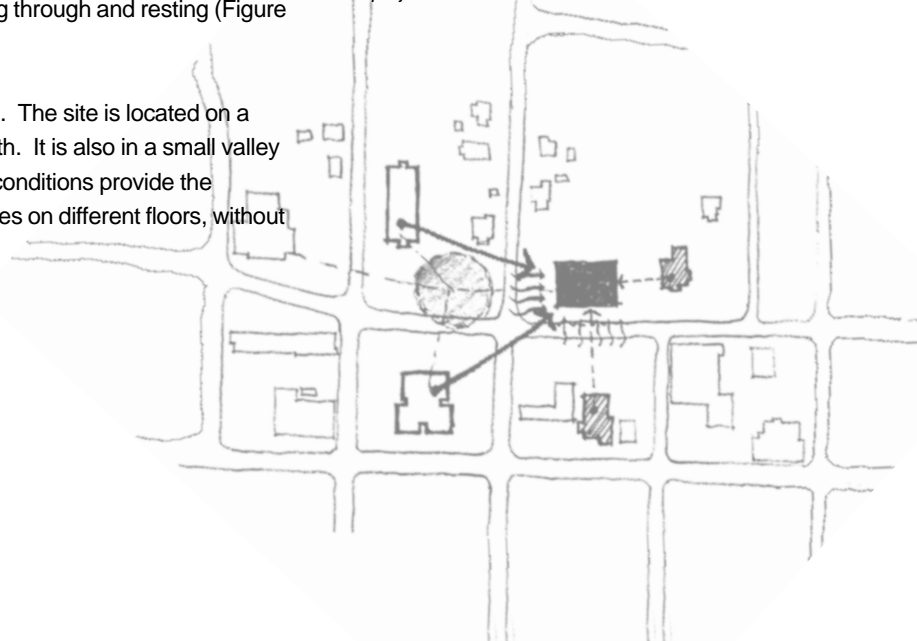 g through and resting (Figure
. The site is located on a
th. It is also in a small valley
conditions provide the
es on different floors, without